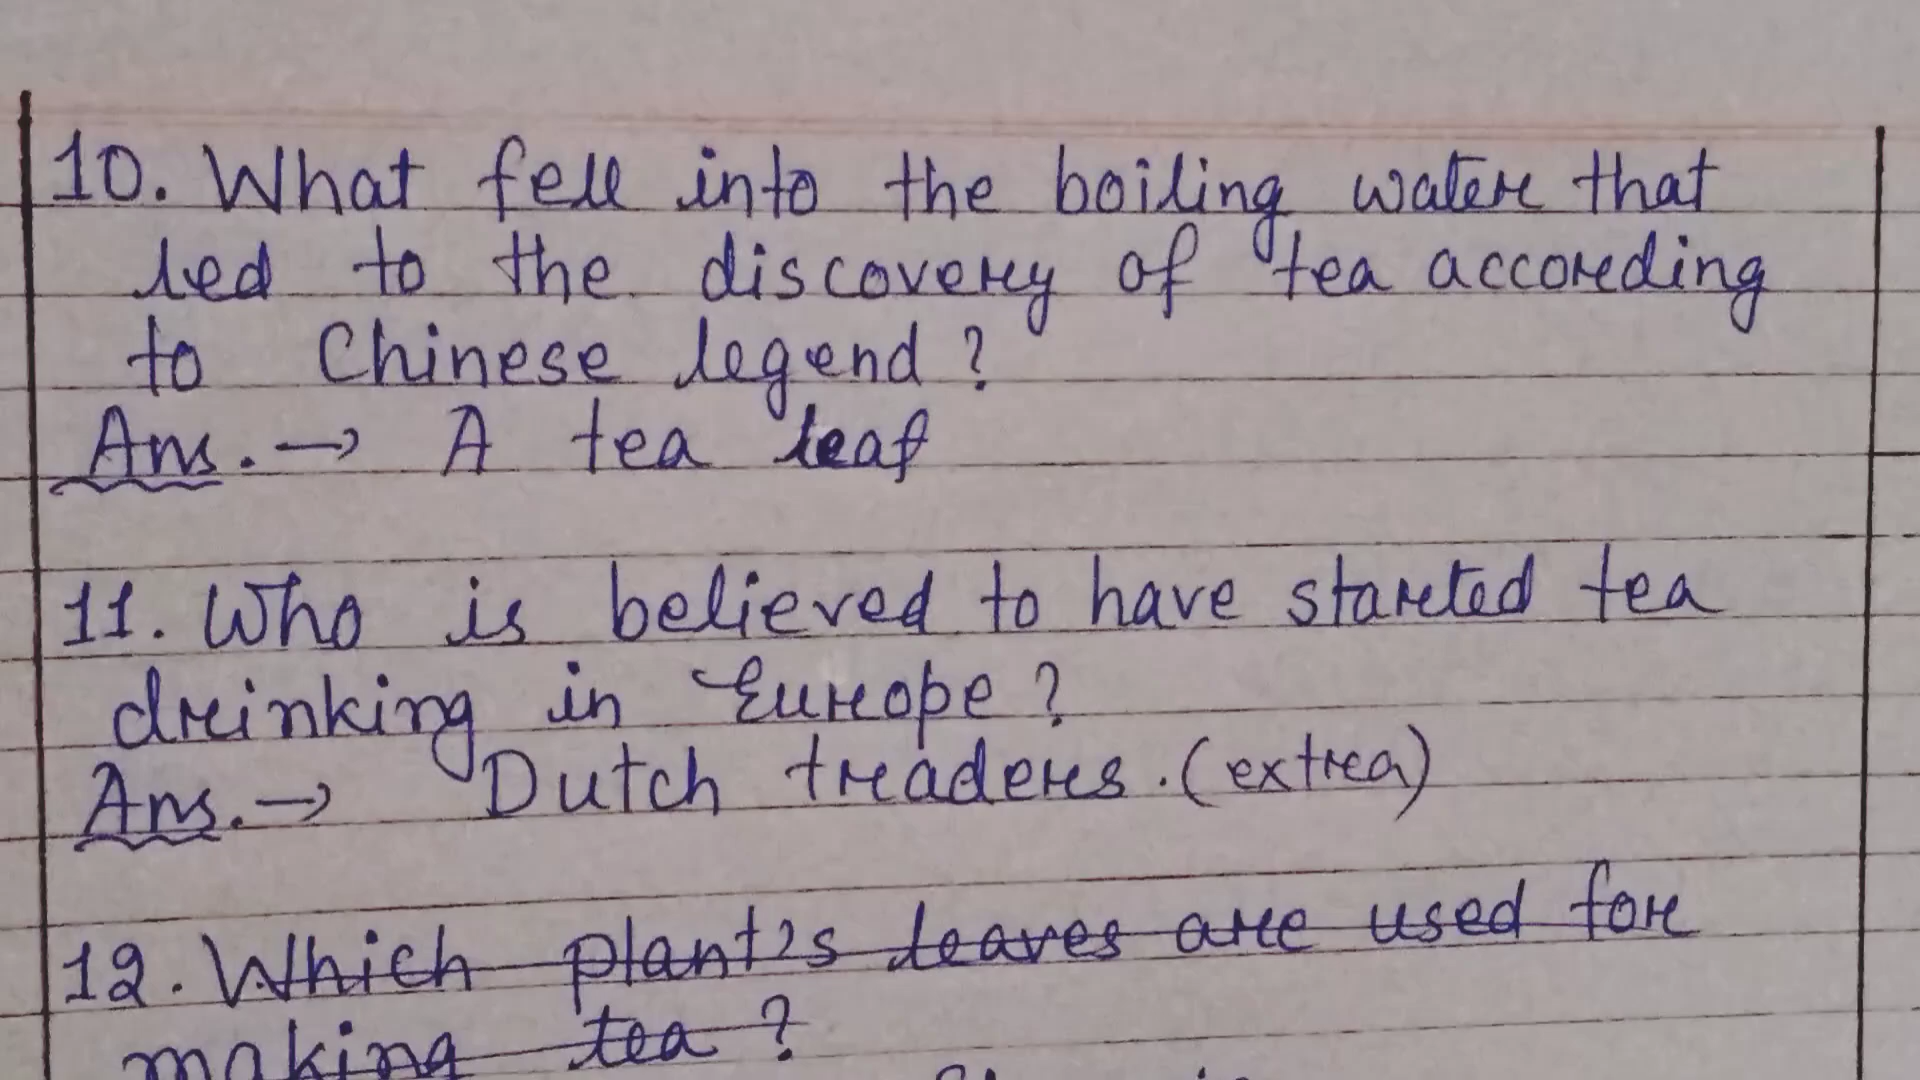 10. What fell into the boiling water that
led to the discovery of tea according
to Chinese legend?
Ans. → A tea leaf
11. Who is believed to have started tea
drinking in Europe?
Ans. → Dutch traders. (extra)
12. Which plant's leaves are used for
making tea?